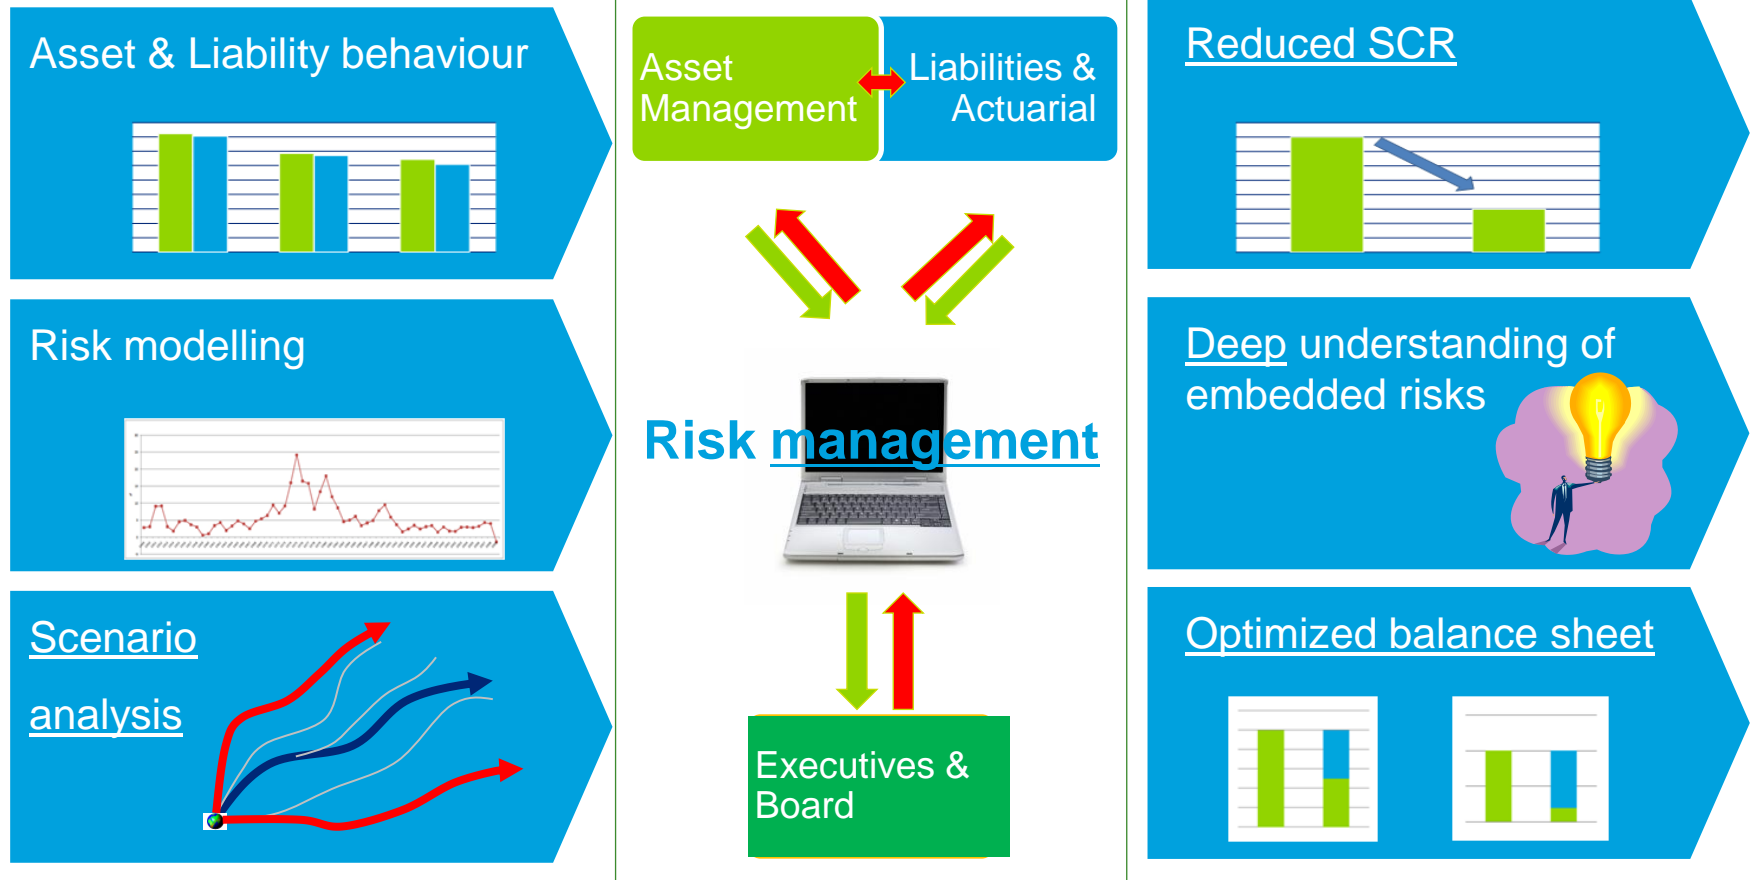 Asset & Liability behaviour
Risk modelling
Scenario
analysis
Asset
Management
Liabilities &
Actuarial
Risk management
Executives &
Board
Reduced SCR
Deep understanding of
embedded risks
Optimized balance sheet